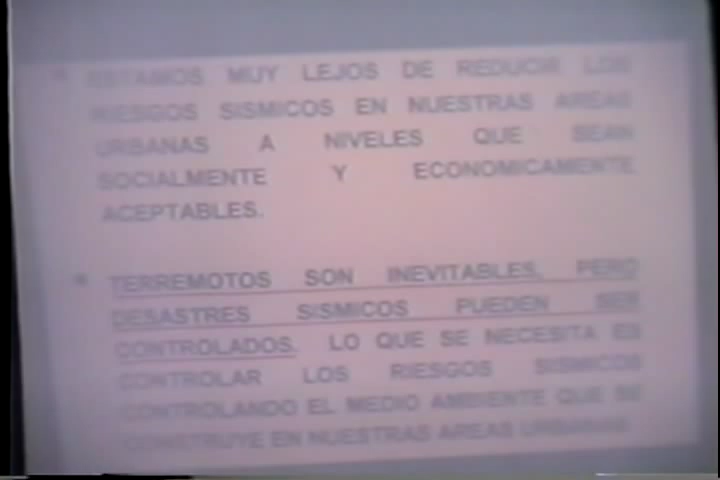 ESTAMOS MUY LEJOS DE REDUCIR LOS
RIESGOS SISMICOS EN NUESTRAS AREAS
URBANAS A NIVELES QUE SEAN
SOCIALMENTE Y ECONOMICAMENTE
ACEPTABLES.
TERREMOTOS SON INEVITABLES, PERO
DESASTRES SISMICOS PUEDEN SER
CONTROLADOS. LO QUE SE NECESITA ES
CONTROLAR LOS RIESGOS SISMICOS
CONTROLANDO EL MEDIO AMBIENTE QUE SE
CONSTRUYE EN NUESTRAS AREAS URBANAS